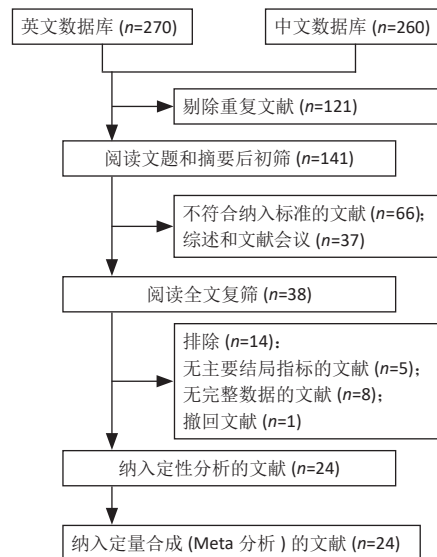 英文数据库 (n=270)
中文数据库 (n=260)
剔除重复文献 (n=121)
阅读文题和摘要后初筛 (n=141)
不符合纳入标准的文献 (n=66)；
综述和文献会议 (n=37)
阅读全文复筛 (n=38)
排除 (n=14)：
无主要结局指标的文献 (n=5)；
无完整数据的文献 (n=8)；
撤回文献 (n=1)
纳入定性分析的文献 (n=24)
纳入定量合成 (Meta 分析 ) 的文献 (n=24)